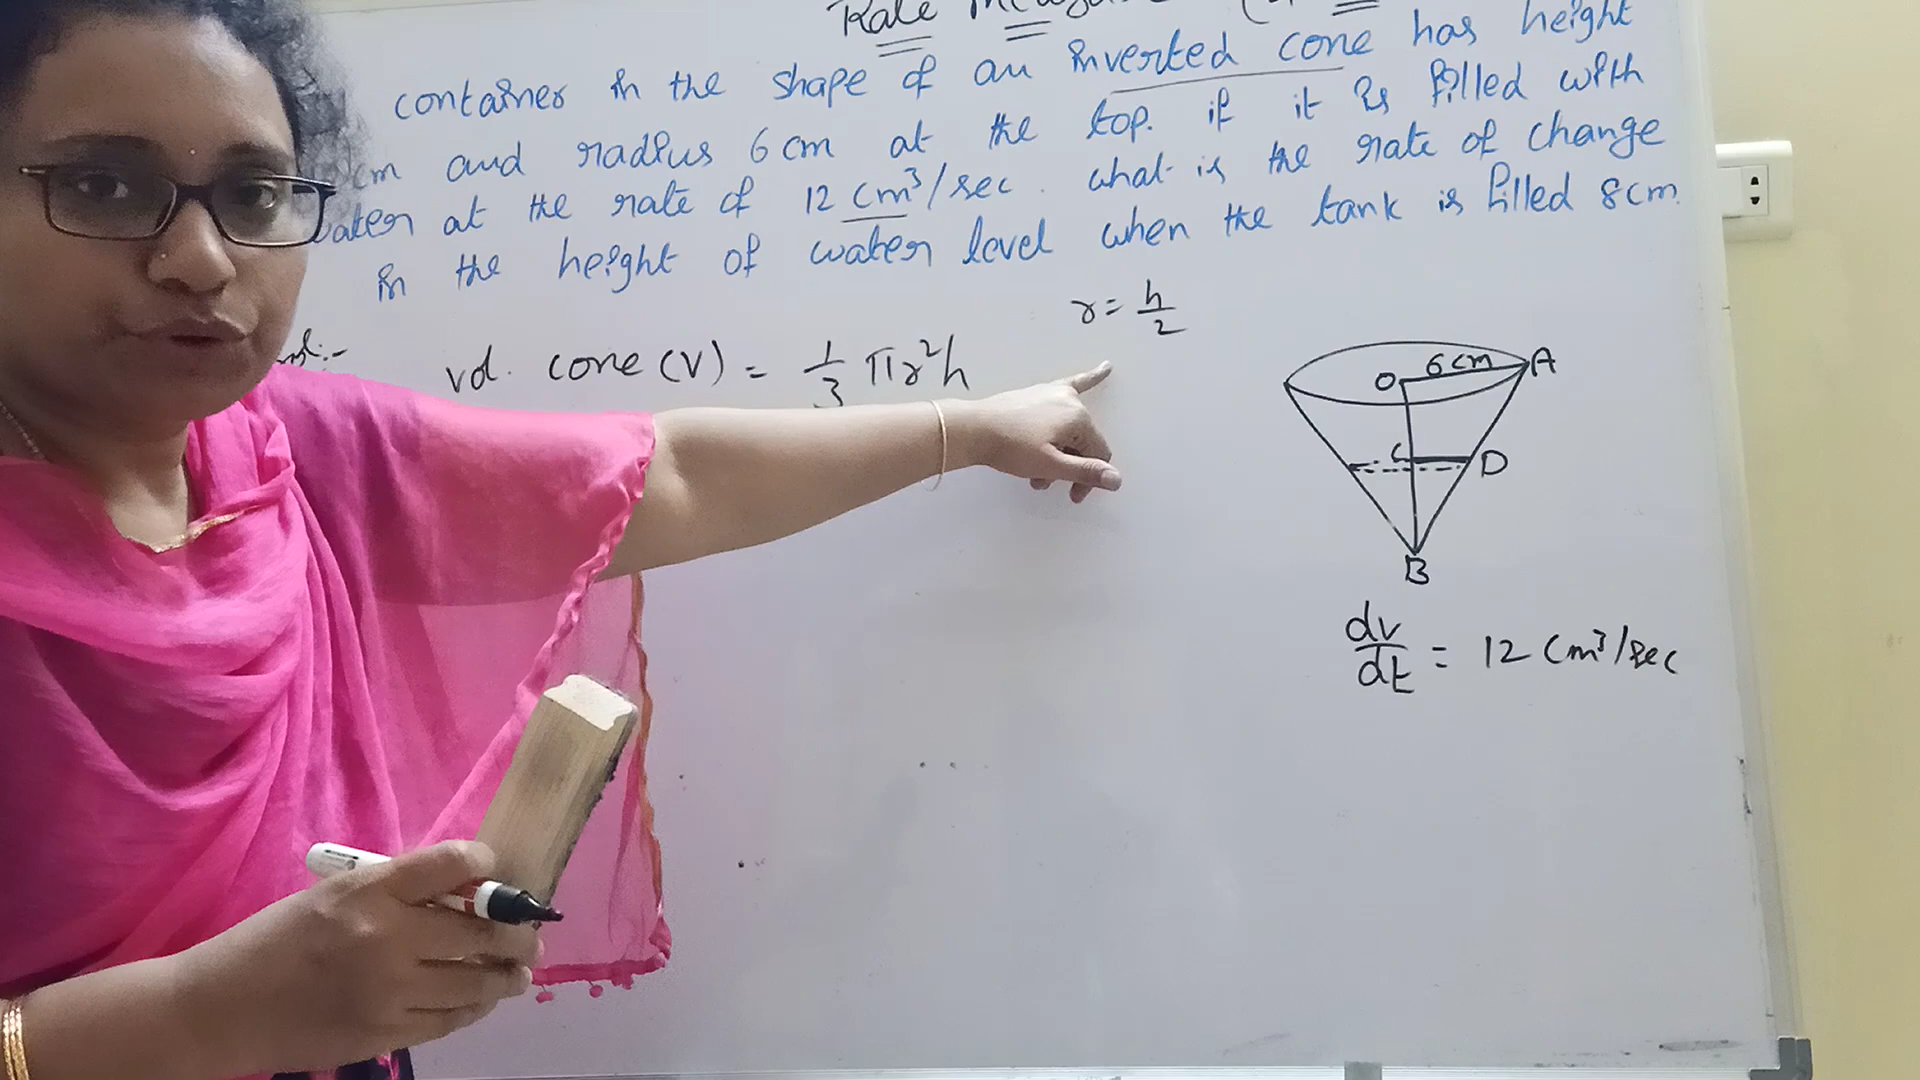 Rate
container in the shape of an inverted cone has height
cm and radius 6 cm at the top. if it is filled with
water at the rate of 12 cm³/sec. what is the rate of change
in the height of water level when the tank is filled 8cm.
r = h/2
vol. cone (V) = 1/3 πr²h
O 6cm A
C D
B
dv/dt = 12 cm³/sec